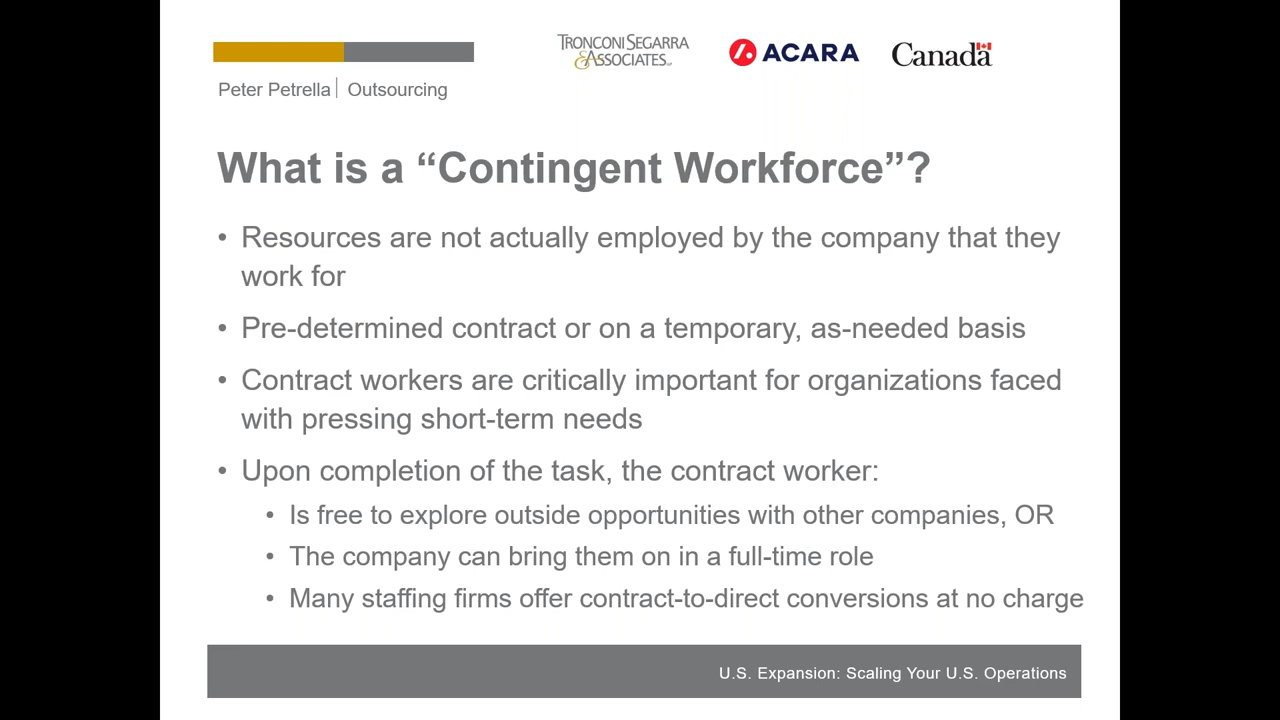 TRONCONI SEGARRA
& ASSOCIATES LLP
ACARA
Canada
Peter Petrella | Outsourcing
What is a “Contingent Workforce”?
• Resources are not actually employed by the company that they
work for
• Pre-determined contract or on a temporary, as-needed basis
• Contract workers are critically important for organizations faced
with pressing short-term needs
• Upon completion of the task, the contract worker:
• Is free to explore outside opportunities with other companies, OR
• The company can bring them on in a full-time role
• Many staffing firms offer contract-to-direct conversions at no charge
U.S. Expansion: Scaling Your U.S. Operations